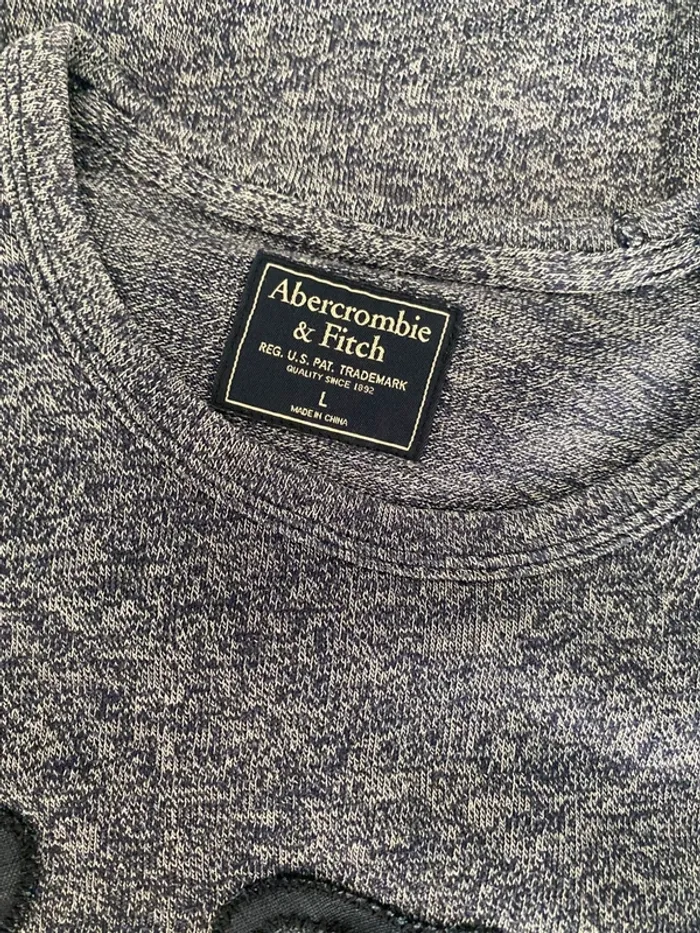 Abercrombie
& Fitch
REG. U.S. PAT. TRADEMARK
QUALITY SINCE 1892
L
MADE IN CHINA